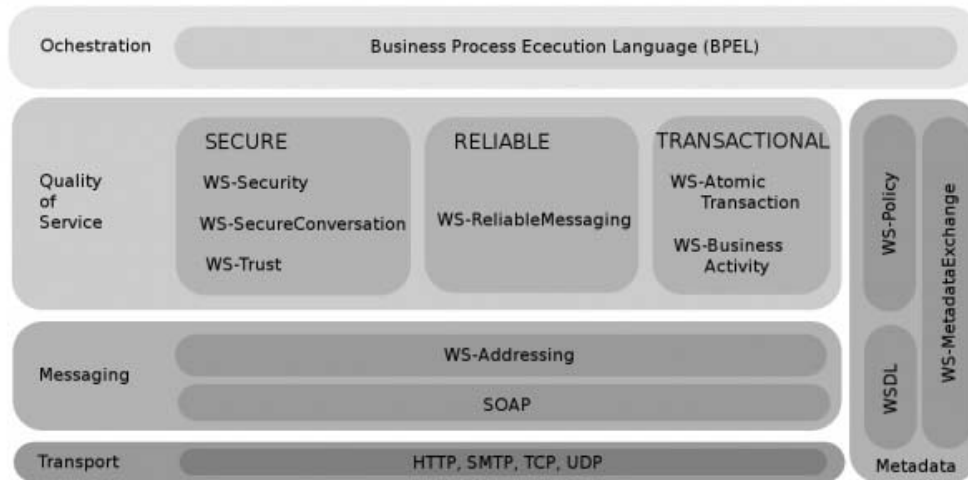 Ochestration
Business Process Ececution Language (BPEL)
Quality
of
Service
SECURE
WS-Security
WS-SecureConversation
WS-Trust
RELIABLE
WS-ReliableMessaging
TRANSACTIONAL
WS-Atomic
Transaction
WS-Business
Activity
Messaging
WS-Addressing
SOAP
Transport
HTTP, SMTP, TCP, UDP
WS-Policy
WSDL
WS-MetadataExchange
Metadata